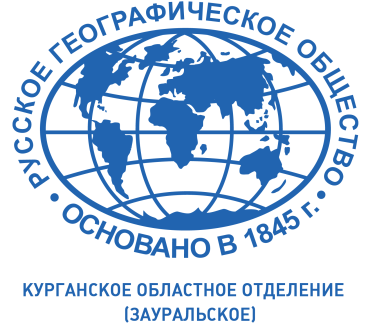 • РУССКОЕ ГЕОГРАФИЧЕСКОЕ ОБЩЕСТВО •
ОСНОВАНО В 1845 г.
КУРГАНСКОЕ ОБЛАСТНОЕ ОТДЕЛЕНИЕ
(ЗАУРАЛЬСКОЕ)